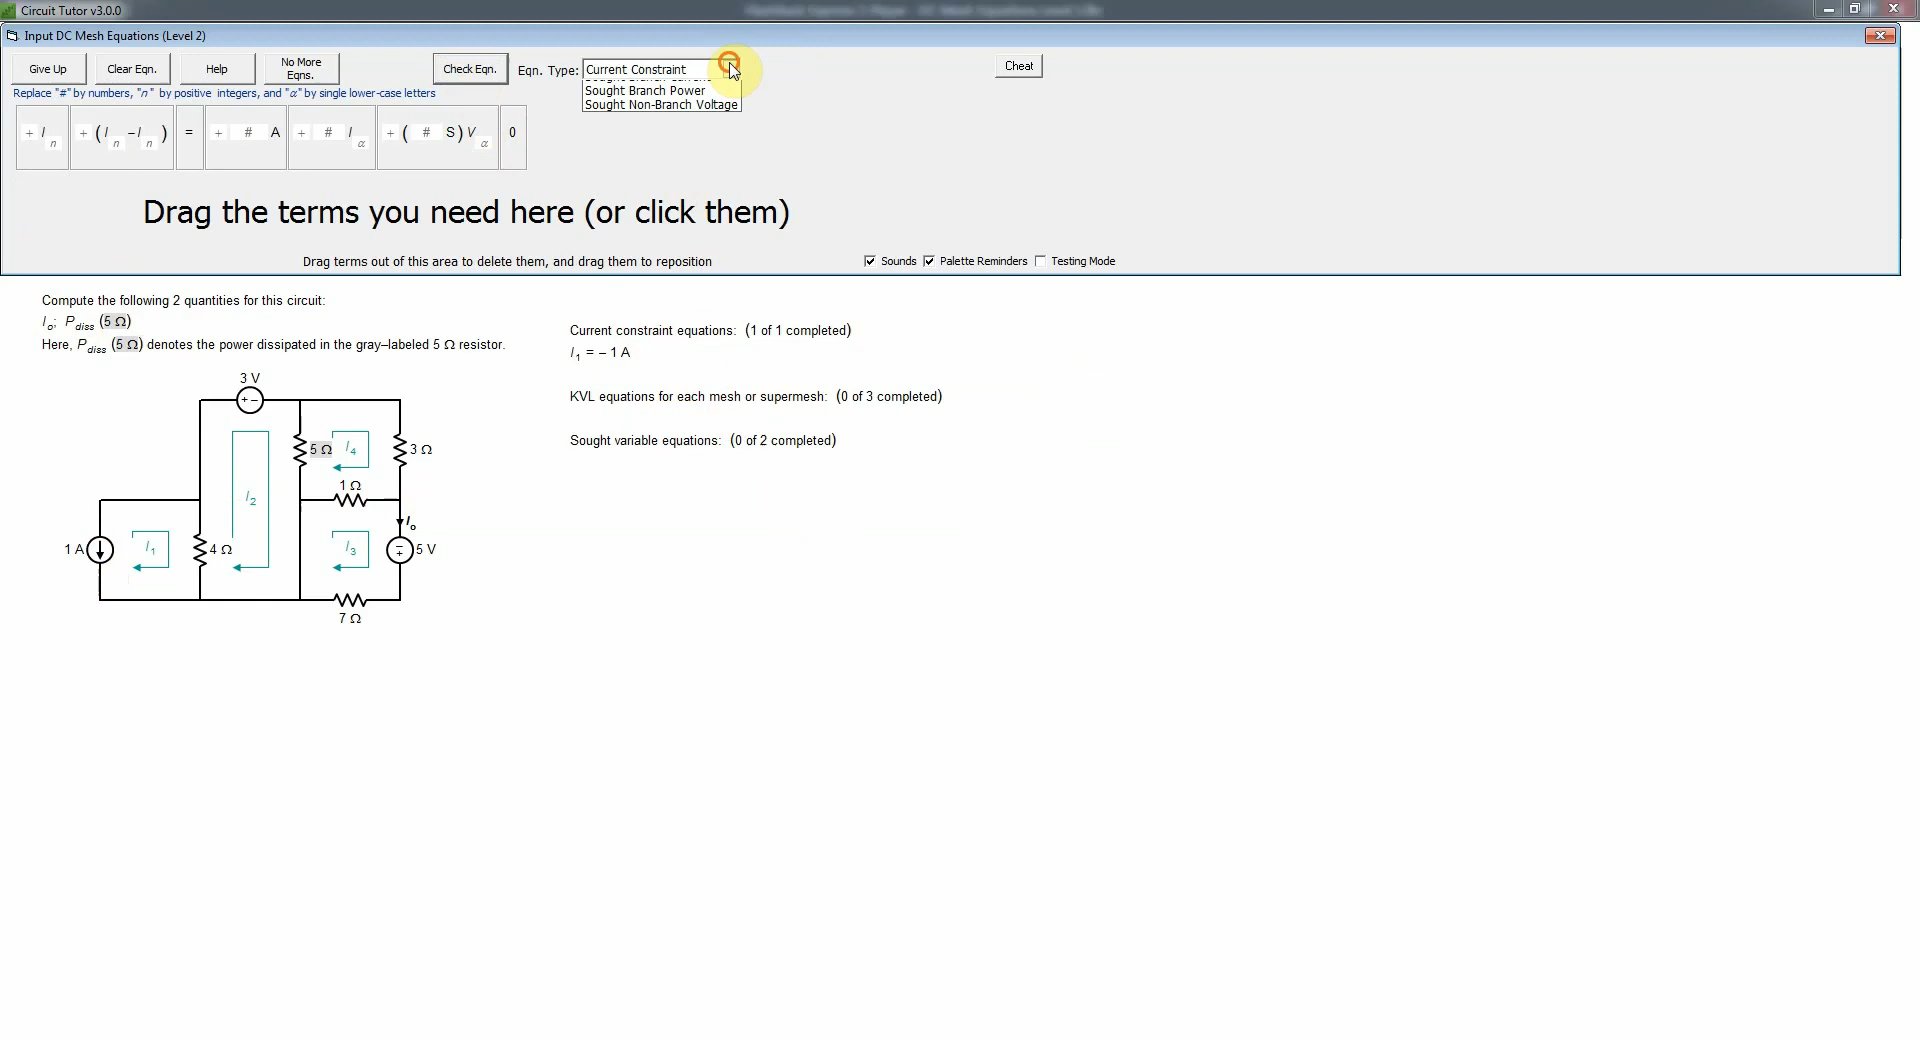 Circuit Tutor v3.0.0
Input DC Mesh Equations (Level 2)
Give Up
Clear Eqn.
Help
No More
Eqns.
Check Eqn.
Eqn. Type:
Current Constraint
Cheat
Sought Branch Power
Sought Non-Branch Voltage
Replace "#" by numbers, "n" by positive integers, and "α" by single lower-case letters
+ I n
+ (I n - I n)
=
+ # A
+ # I α
+ ( # S) V α
0
Drag the terms you need here (or click them)
Drag terms out of this area to delete them, and drag them to reposition
Sounds
Palette Reminders
Testing Mode
Compute the following 2 quantities for this circuit:
Io; Pdiss (5 Ω)
Here, Pdiss (5 Ω) denotes the power dissipated in the gray–labeled 5 Ω resistor.
Current constraint equations: (1 of 1 completed)
I1 = – 1 A
KVL equations for each mesh or supermesh: (0 of 3 completed)
Sought variable equations: (0 of 2 completed)
3 V
+ -
5 Ω
I4
3 Ω
1 Ω
I2
Io
1 A
I1
4 Ω
I3
- +
5 V
7 Ω